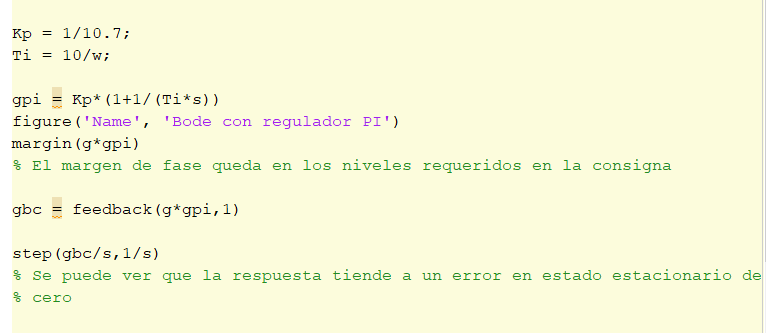 Kp = 1/10.7;
Ti = 10/w;
gpi = Kp*(1+1/(Ti*s))
figure('Name', 'Bode con regulador PI')
margin(g*gpi)
% El margen de fase queda en los niveles requeridos en la consigna
gbc = feedback(g*gpi,1)
step(gbc/s,1/s)
% Se puede ver que la respuesta tiende a un error en estado estacionario de
% cero